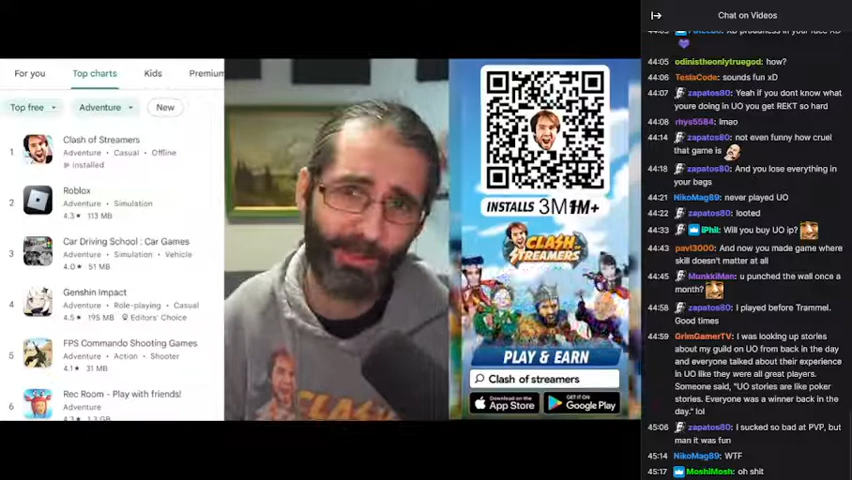 For you
Top charts
Kids
Premium
Top free
Adventure
New
1
Clash of Streamers
Adventure • Casual • Offline
Installed
2
Roblox
Adventure • Simulation
4.3★ 113 MB
3
Car Driving School : Car Games
Adventure • Simulation • Vehicle
4.0★ 51 MB
4
Genshin Impact
Adventure • Role-playing • Casual
4.5★ 195 MB Editors' Choice
5
FPS Commando Shooting Games
Adventure • Action • Shooter
4.1★ 31 MB
6
Rec Room - Play with friends!
Adventure
INSTALLS
CLASH OF
STREAMERS
PLAY & EARN
Clash of streamers
Download on the
App Store
GET IT ON
Google Play
Chat on Videos
44:05 odinistheonlytruegod: how?
44:06 TeslaCode: sounds fun xD
44:07 zapatos80: Yeah if you dont know what
youre doing in UO you get REKT so hard
44:08 rhys5584: lmao
44:14 zapatos80: not even funny how cruel
that game is
44:18 zapatos80: And you lose everything in
your bags
44:21 NikoMag89: never played UO
44:22 zapatos80: looted
44:33 iPhil: Will you buy UO ip?
44:43 pavl3000: And now you made game where
skill doesn't matter at all
44:45 MunkkiMan: u punched the wall once a
month?
44:58 zapatos80: I played before Trammel.
Good times
44:59 GrimGamerTV: I was looking up stories
about my guild on UO from back in the day
and everyone talked about their experience
in UO like they were all great players.
Someone said, "UO stories are like poker
stories. Everyone was a winner back in the
day." lol
45:06 zapatos80: I sucked so bad at PVP, but
man it was fun
45:14 NikoMag89: WTF
45:17 MoshiMosh: oh shit